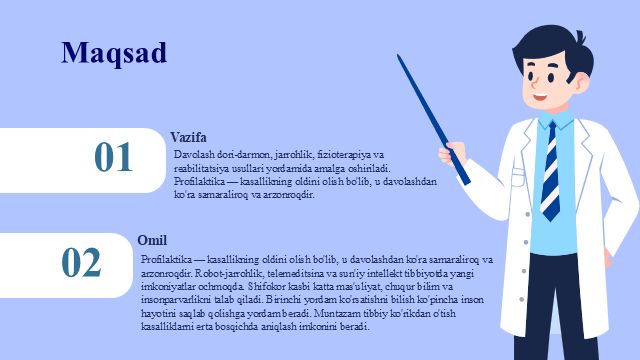 Maqsad
01
Vazifa
Davolash dori-darmon, jarrohlik, fizioterapiya va
reabilitatsiya usullari yordamida amalga oshiriladi.
Profilaktika — kasallikning oldini olish bo'lib, u davolashdan
ko'ra samaraliroq va arzonroqdir.
02
Omil
Profilaktika — kasallikning oldini olish bo'lib, u davolashdan ko'ra samaraliroq va
arzonroqdir. Robot-jarrohlik, telemeditsina va sun'iy intellekt tibbiyotda yangi
imkoniyatlar ochmoqda. Shifokor kasbi katta mas'uliyat, chuqur bilim va
insonparvarlikni talab qiladi. Birinchi yordam ko'rsatishni bilish ko'pincha inson
hayotini saqlab qolishga yordam beradi. Muntazam tibbiy ko'rikdan o'tish
kasalliklarni erta bosqichda aniqlash imkonini beradi.